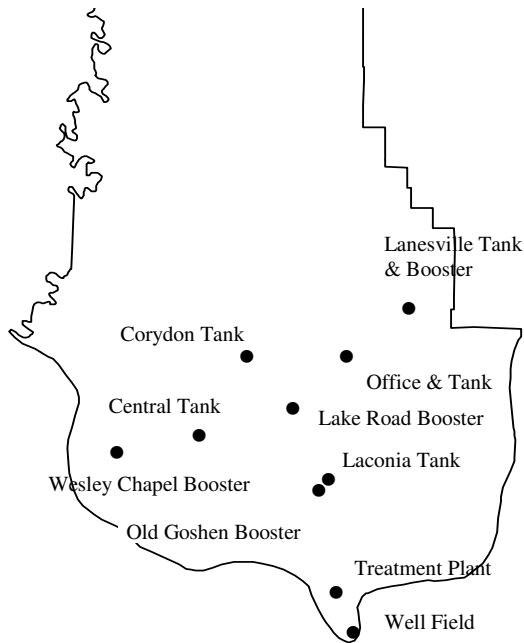 Lanesville Tank
& Booster
Corydon Tank
Office & Tank
Central Tank
Lake Road Booster
Laconia Tank
Wesley Chapel Booster
Old Goshen Booster
Treatment Plant
Well Field